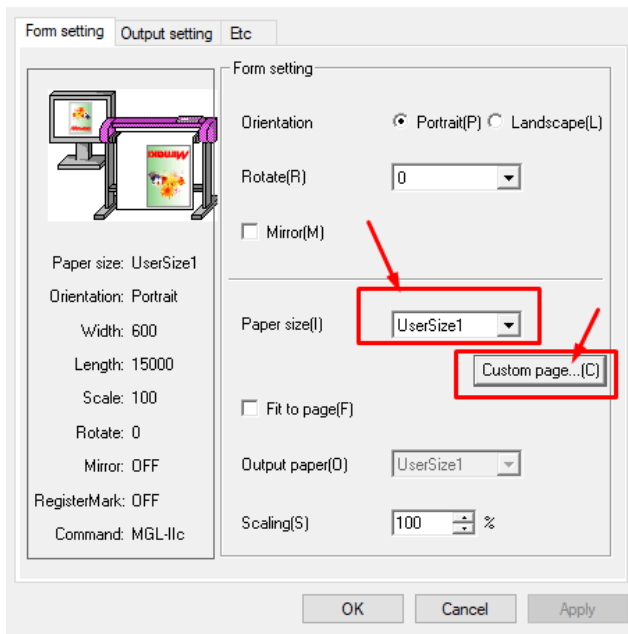 Form setting
Output setting
Etc
Form setting
Orientation
Portrait(P)
Landscape(L)
Rotate(R)
0
Mirror(M)
Paper size: UserSize1
Orientation: Portrait
Width: 600
Length: 15000
Scale: 100
Rotate: 0
Mirror: OFF
RegisterMark: OFF
Command: MGL-IIc
Paper size(I)
UserSize1
Custom page...(C)
Fit to page(F)
Output paper(O)
UserSize1
Scaling(S)
100
%
OK
Cancel
Apply